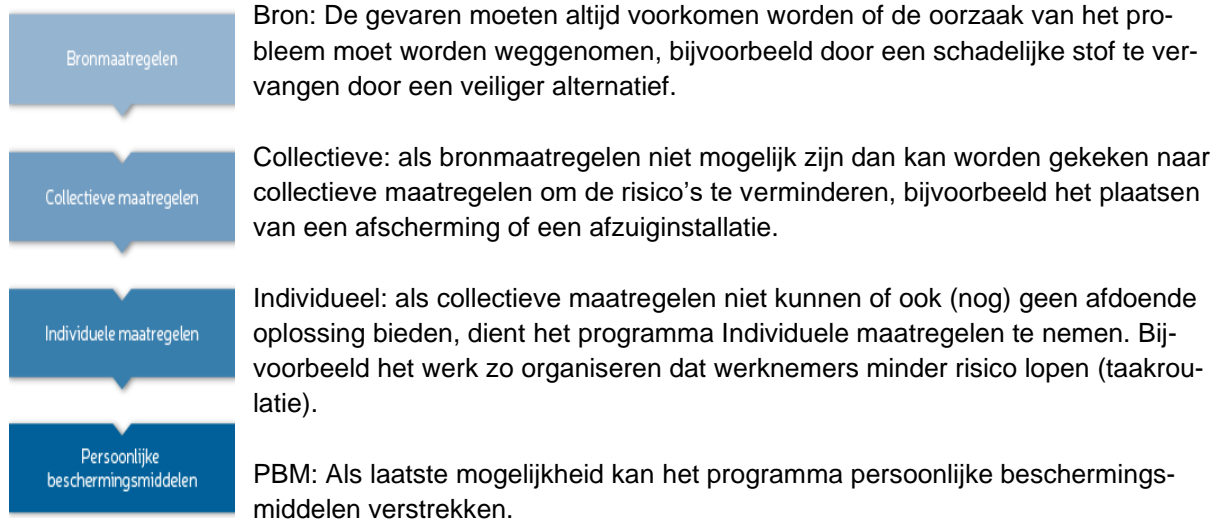 Bronmaatregelen
Bron: De gevaren moeten altijd voorkomen worden of de oorzaak van het pro-
bleem moet worden weggenomen, bijvoorbeeld door een schadelijke stof te ver-
vangen door een veiliger alternatief.
Collectieve maatregelen
Collectieve: als bronmaatregelen niet mogelijk zijn dan kan worden gekeken naar
collectieve maatregelen om de risico's te verminderen, bijvoorbeeld het plaatsen
van een afscherming of een afzuiginstallatie.
Individuele maatregelen
Individueel: als collectieve maatregelen niet kunnen of ook (nog) geen afdoende
oplossing bieden, dient het programma Individuele maatregelen te nemen. Bij-
voorbeeld het werk zo organiseren dat werknemers minder risico lopen (taakrou-
latie).
Persoonlijke
beschermingsmiddelen
PBM: Als laatste mogelijkheid kan het programma persoonlijke beschermings-
middelen verstrekken.